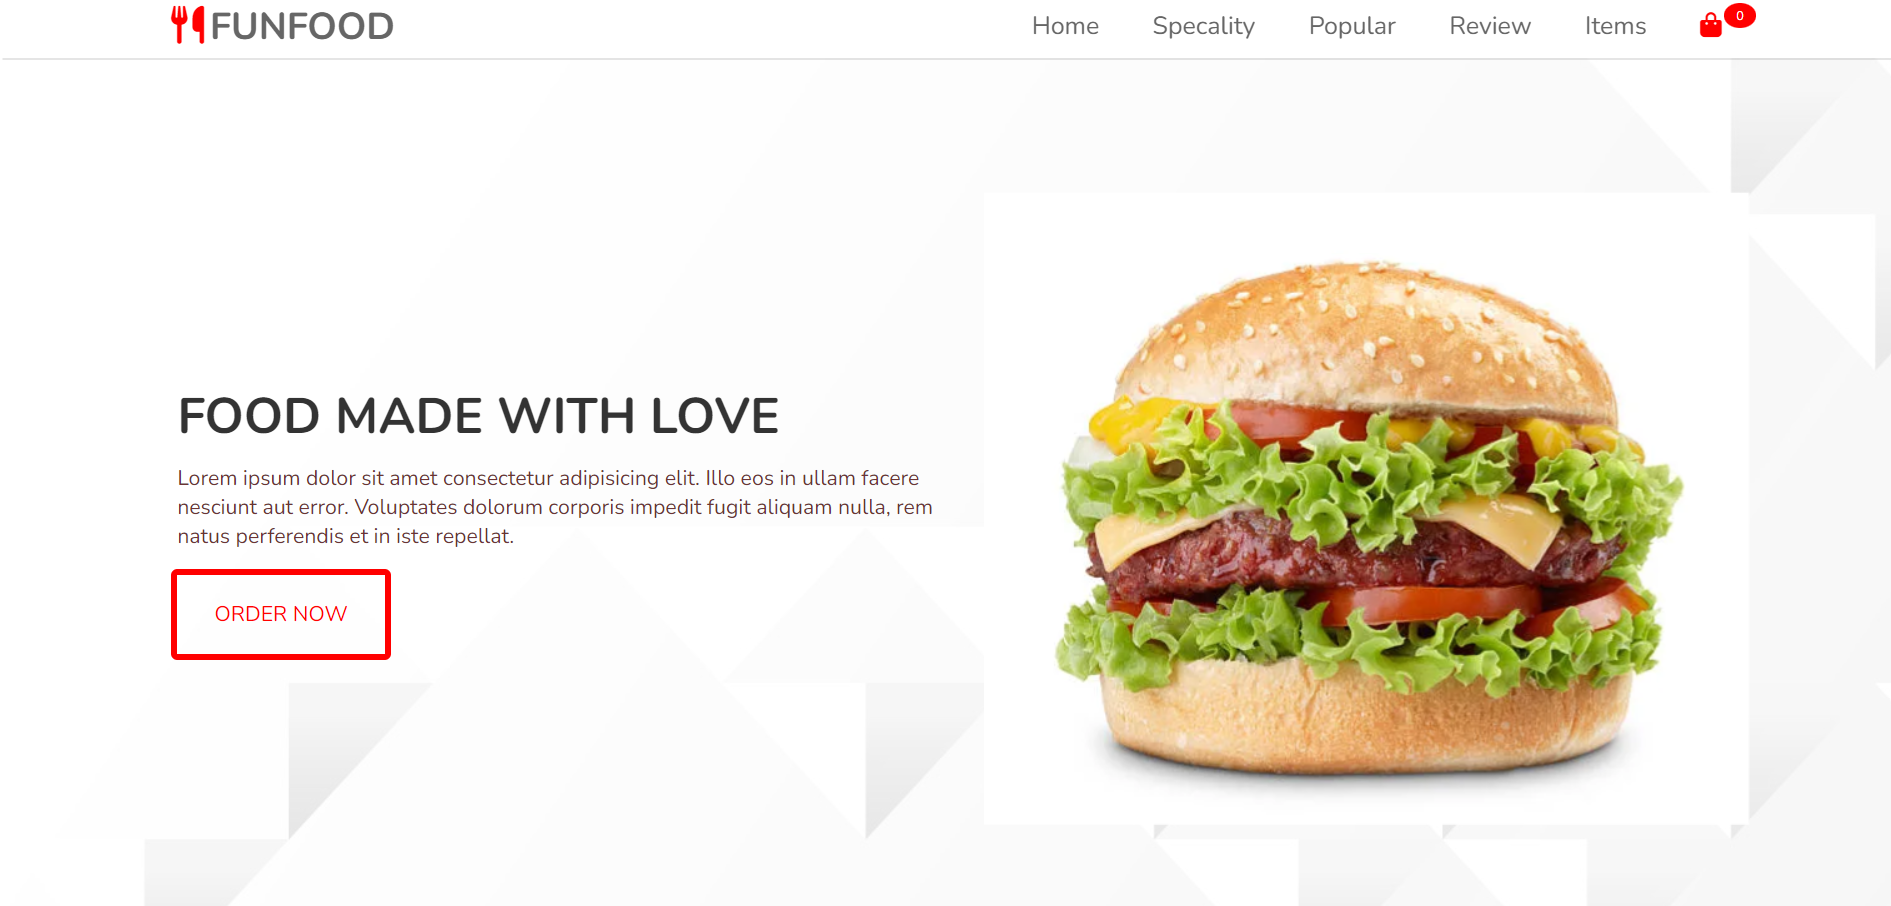 FUNFOOD
Home Specality Popular Review Items 0
FOOD MADE WITH LOVE
Lorem ipsum dolor sit amet consectetur adipisicing elit. Illo eos in ullam facere
nesciunt aut error. Voluptates dolorum corporis impedit fugit aliquam nulla, rem
natus perferendis et in iste repellat.
ORDER NOW